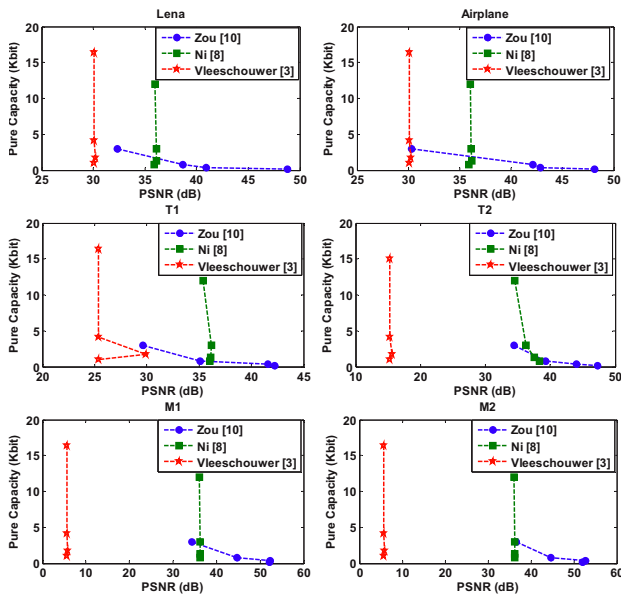 Lena
Pure Capacity (Kbit)
20
15
10
5
0
25 30 35 40 45 50
PSNR (dB)
Zou [10]
Ni [8]
Vleeschouwer [3]
Airplane
Pure Capacity (Kbit)
20
15
10
5
0
25 30 35 40 45 50
PSNR (dB)
Zou [10]
Ni [8]
Vleeschouwer [3]
T1
Pure Capacity (Kbit)
20
15
10
5
0
20 25 30 35 40 45
PSNR (dB)
Zou [10]
Ni [8]
Vleeschouwer [3]
T2
Pure Capacity (Kbit)
20
15
10
5
0
10 20 30 40 50
PSNR (dB)
Zou [10]
Ni [8]
Vleeschouwer [3]
M1
Pure Capacity (Kbit)
20
15
10
5
0
0 10 20 30 40 50 60
PSNR (dB)
Zou [10]
Ni [8]
Vleeschouwer [3]
M2
Pure Capacity (Kbit)
20
15
10
5
0
0 10 20 30 40 50 60
PSNR (dB)
Zou [10]
Ni [8]
Vleeschouwer [3]